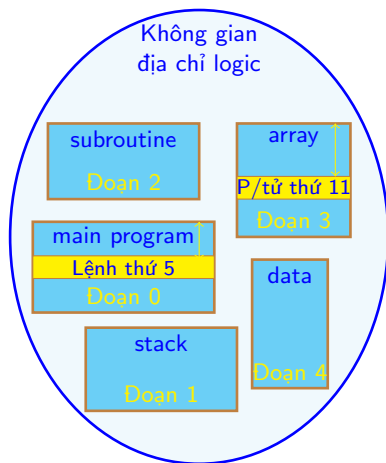 Không gian
địa chỉ logic
subroutine
Đoạn 2
array
P/tử thứ 11
Đoạn 3
main program
Lệnh thứ 5
Đoạn 0
data
Đoạn 4
stack
Đoạn 1